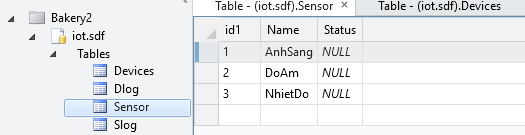 Bakery2
iot.sdf
Tables
Devices
Dlog
Sensor
Slog
Table - (iot.sdf).Sensor
Table - (iot.sdf).Devices
id1 Name Status
1 AnhSang NULL
2 DoAm NULL
3 NhietDo NULL